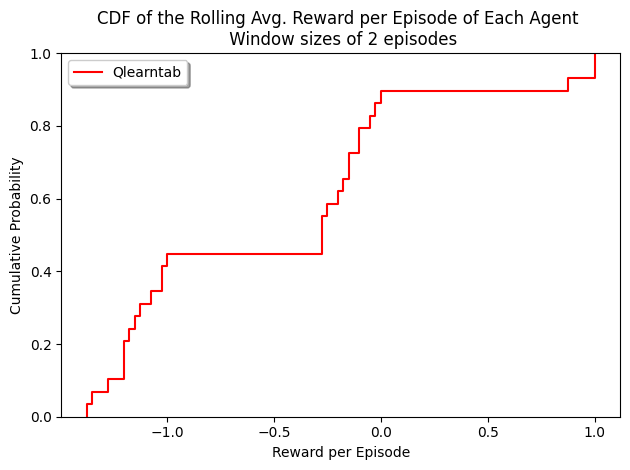 CDF of the Rolling Avg. Reward per Episode of Each Agent
Window sizes of 2 episodes
Qlearntab
1.0
0.8
0.6
0.4
0.2
0.0
Cumulative Probability
−1.0
−0.5
0.0
0.5
1.0
Reward per Episode